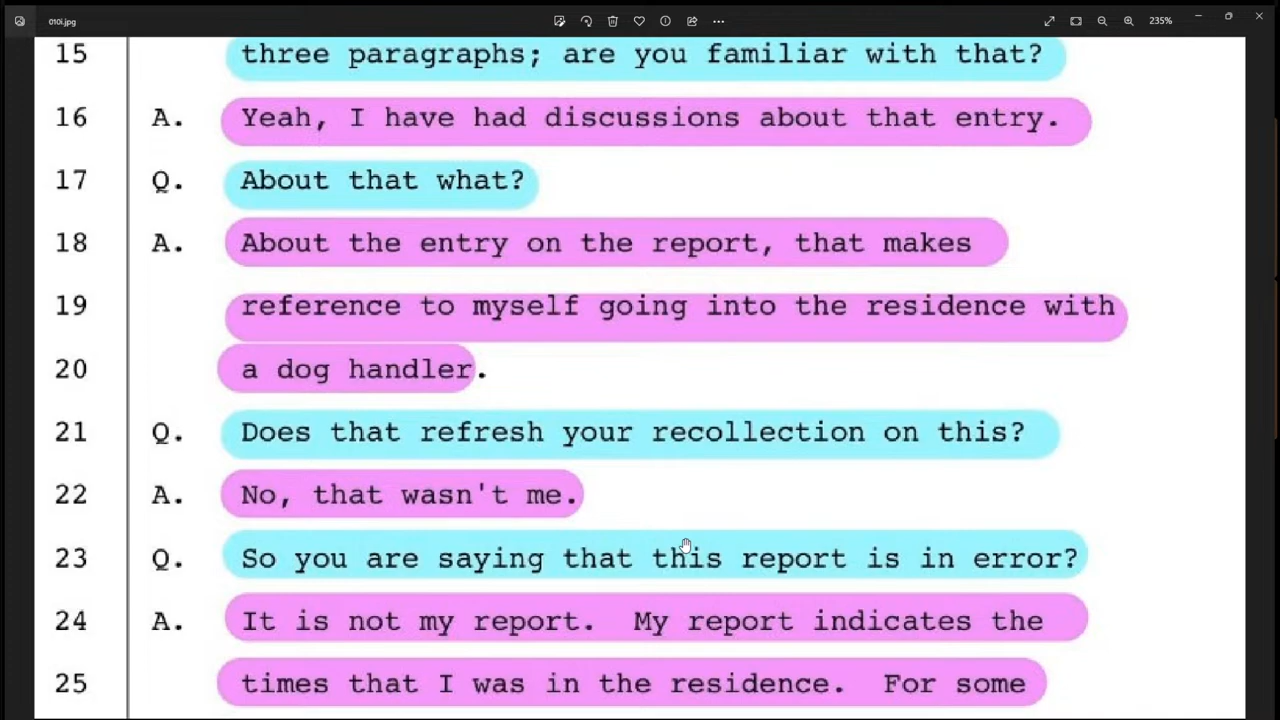 010i.jpg
235%
15 three paragraphs; are you familiar with that?
16 A. Yeah, I have had discussions about that entry.
17 Q. About that what?
18 A. About the entry on the report, that makes
19 reference to myself going into the residence with
20 a dog handler.
21 Q. Does that refresh your recollection on this?
22 A. No, that wasn't me.
23 Q. So you are saying that this report is in error?
24 A. It is not my report. My report indicates the
25 times that I was in the residence. For some